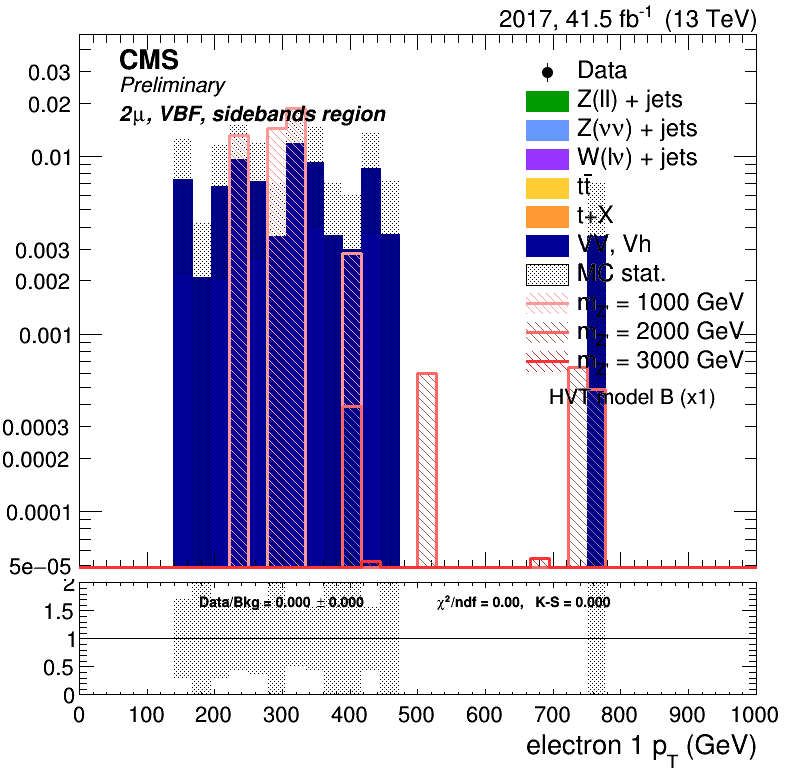 2017, 41.5 fb⁻¹ (13 TeV)
CMS
Preliminary
2μ, VBF, sidebands region
Data
Z(ll) + jets
Z(νν) + jets
W(lν) + jets
tt̄
t+X
VV, Vh
MC stat.
m_Z' = 1000 GeV
m_Z' = 2000 GeV
m_Z' = 3000 GeV
HVT model B (x1)
0.03
0.02
0.01
0.003
0.002
0.001
0.0003
0.0002
0.0001
5e−05
Data/Bkg = 0.000 ± 0.000
χ²/ndf = 0.00, K-S = 0.000
2
1.5
1
0.5
0
0 100 200 300 400 500 600 700 800 900 1000
electron 1 p_T (GeV)